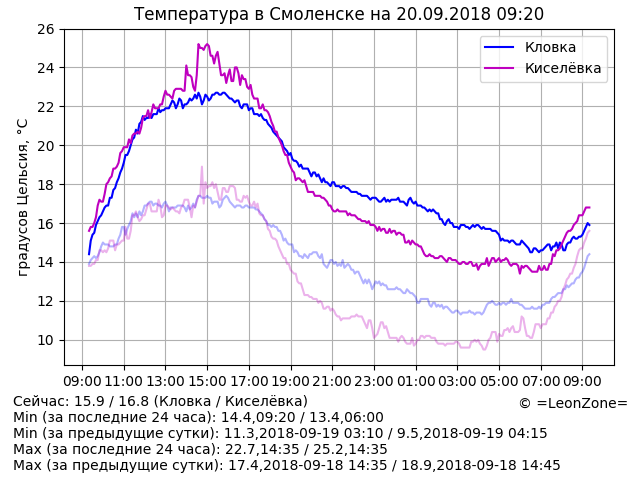 Температура в Смоленске на 20.09.2018 09:20
26
24
22
20
18
16
14
12
10
градусов Цельсия, °C
Кловка
Киселёвка
09:00 11:00 13:00 15:00 17:00 19:00 21:00 23:00 01:00 03:00 05:00 07:00 09:00
Сейчас: 15.9 / 16.8 (Кловка / Киселёвка)
© =LeonZone=
Min (за последние 24 часа): 14.4,09:20 / 13.4,06:00
Min (за предыдущие сутки): 11.3,2018-09-19 03:10 / 9.5,2018-09-19 04:15
Max (за последние 24 часа): 22.7,14:35 / 25.2,14:35
Max (за предыдущие сутки): 17.4,2018-09-18 14:35 / 18.9,2018-09-18 14:45